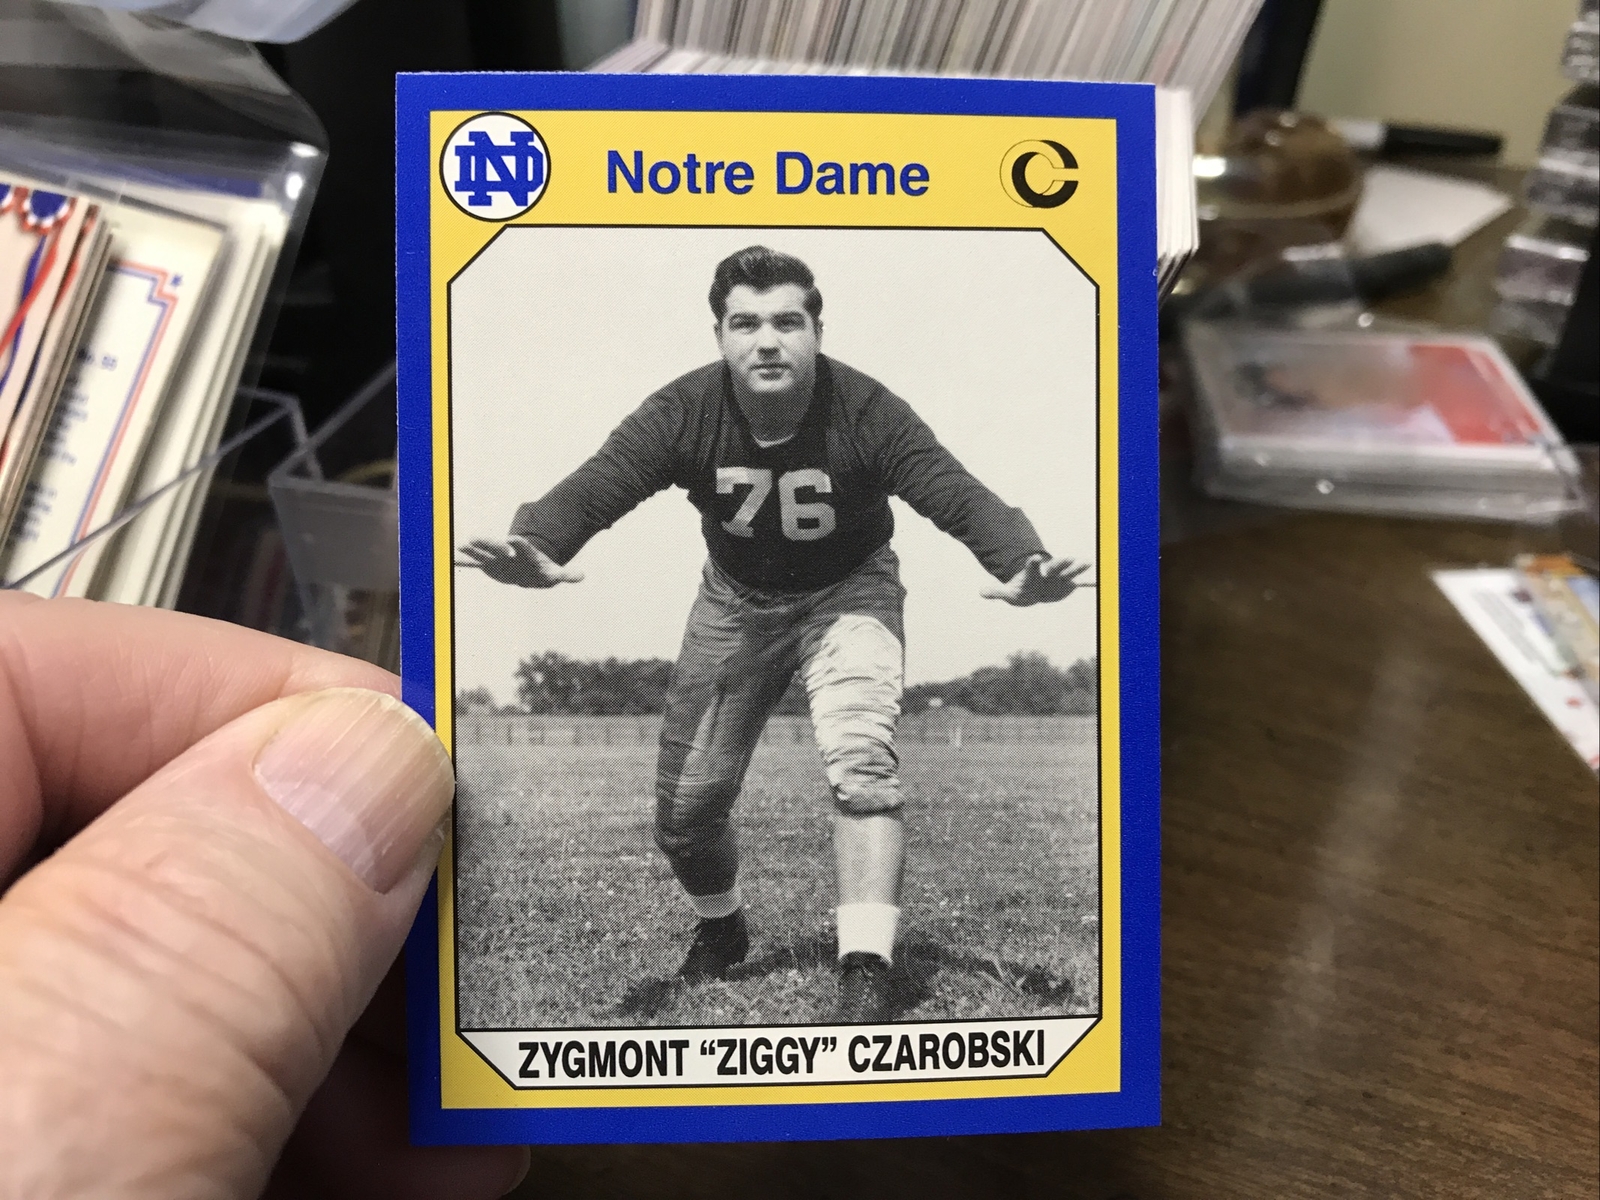 ND
Notre Dame
C
76
ZYGMONT “ZIGGY” CZAROBSKI